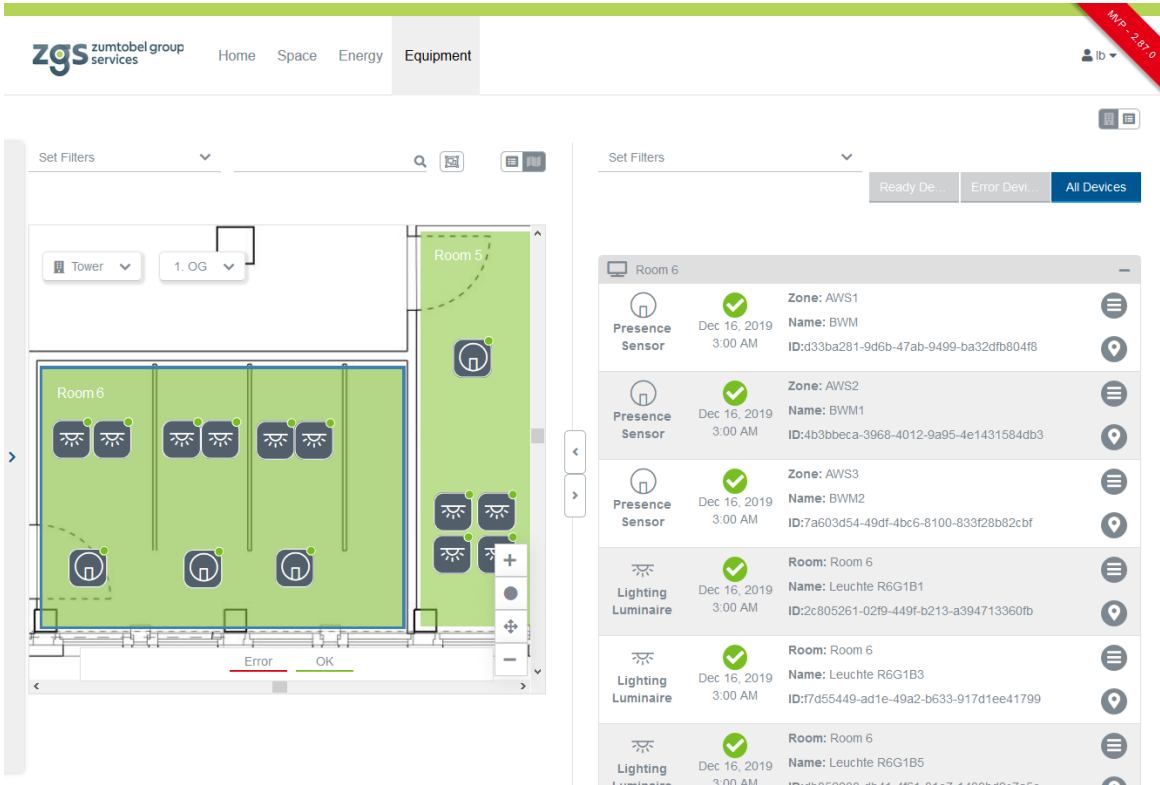 MVP - 2.87.0
zgs zumtobel group services
Home Space Energy Equipment
lb
Set Filters
Set Filters
Ready De... Error Devi... All Devices
Tower
1. OG
Room 5
Room 6
Error OK
Room 6
Presence Sensor
Dec 16, 2019
3:00 AM
Zone: AWS1
Name: BWM
ID:d33ba281-9d6b-47ab-9499-ba32dfb804f8
Presence Sensor
Dec 16, 2019
3:00 AM
Zone: AWS2
Name: BWM1
ID:4b3bbeca-3968-4012-9a95-4e1431584db3
Presence Sensor
Dec 16, 2019
3:00 AM
Zone: AWS3
Name: BWM2
ID:7a603d54-49df-4bc6-8100-833f28b82cbf
Lighting Luminaire
Dec 16, 2019
3:00 AM
Room: Room 6
Name: Leuchte R6G1B1
ID:2c805261-02f9-449f-b213-a394713360fb
Lighting Luminaire
Dec 16, 2019
3:00 AM
Room: Room 6
Name: Leuchte R6G1B3
ID:f7d55449-ad1e-49a2-b633-917d1ee41799
Lighting Luminaire
Dec 16, 2019
3:00 AM
Room: Room 6
Name: Leuchte R6G1B5